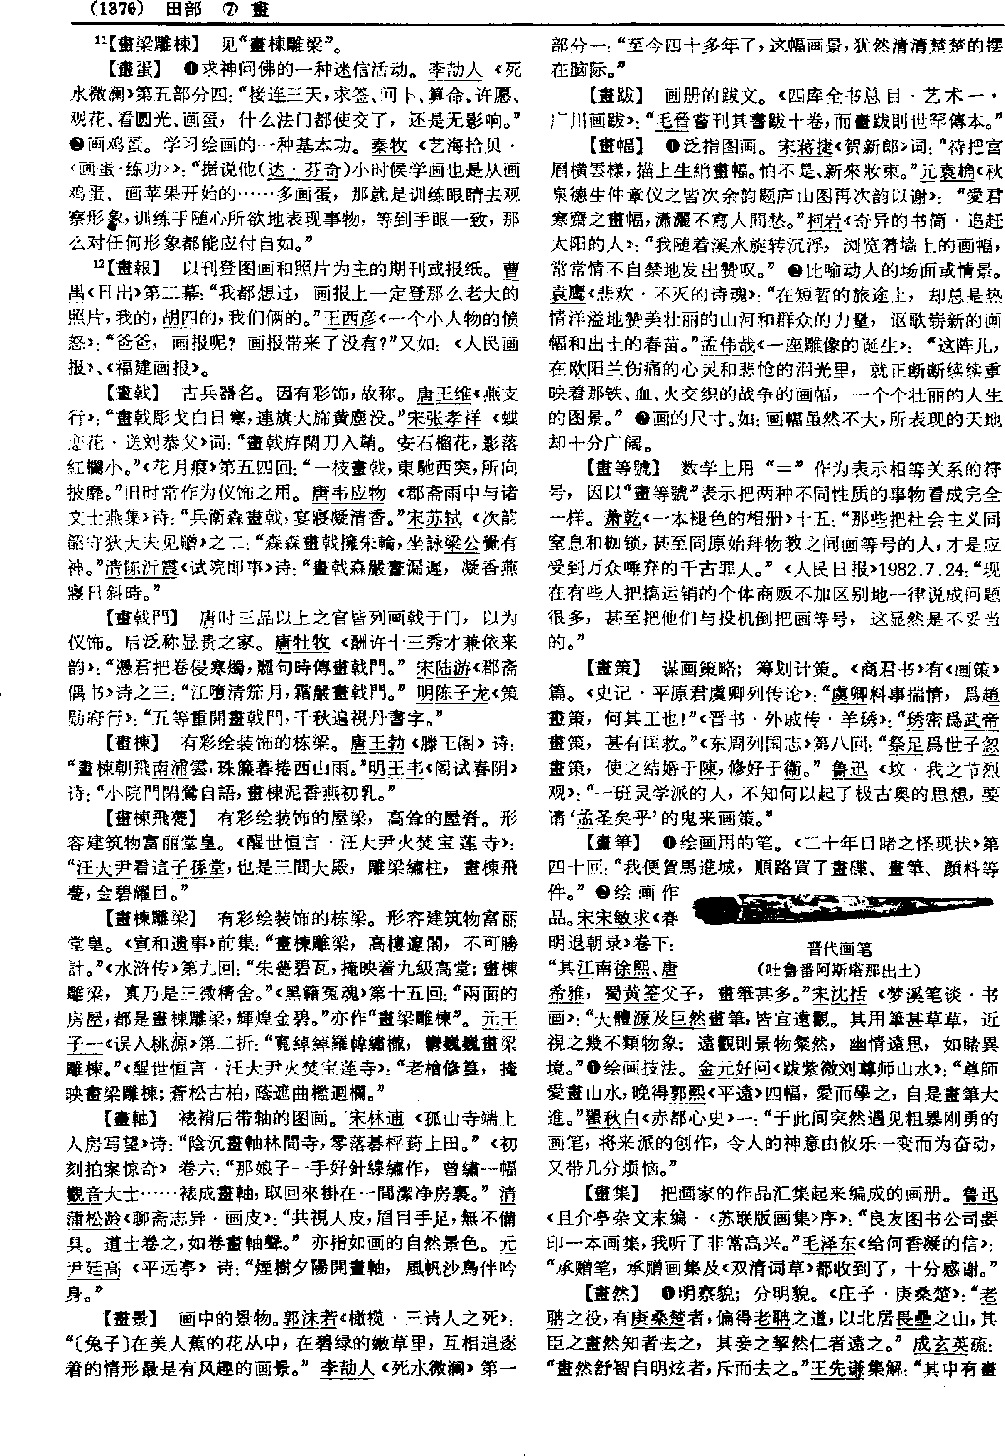 （1376） 田部 ⑦ 畫
¹¹【畫梁雕棟】 见“畫棟雕梁”。
【畫蛋】 ❶求神问佛的一种迷信活动。李劼人《死
水微澜》第五部分四：“接连三天，求签、问卜、算命、许愿、
观花、看圆光、画蛋，什么法门都使交了，还是无影响。”
❷画鸡蛋。学习绘画的一种基本功。秦牧《艺海拾贝·
〈画蛋·练功〉》：“据说他（达·芬奇）小时候学画也是从画
鸡蛋、画苹果开始的……多画蛋，那就是训练眼睛去观
察形象，训练手随心所欲地表现事物，等到手眼一致，那
么对任何形象都能应付自如。”
¹²【畫報】 以刊登图画和照片为主的期刊或报纸。曹
禺《日出》第二幕：“我都想过，画报上一定登那么老大的
照片，我的，胡四的，我们俩的。”王西彦《一个小人物的愤
怒》：“爸爸，画报呢？画报带来了没有？”又如：《人民画
报》、《福建画报》。
【畫戟】 古兵器名。因有彩饰，故称。唐王维《燕支
行》：“畫戟彫戈白日寒，連旗大旆黄塵没。”宋张孝祥《蝶
恋花·送刘恭父》词：“畫戟斿閑刀入鞘。安石榴花，影落
红欄小。”《花月痕》第五四回：“一枝畫戟，東馳西突，所向
披靡。”旧时常作为仪饰之用。唐韦应物《郡斋雨中与诸
文士燕集》诗：“兵衛森畫戟，宴寢凝清香。”宋苏轼《次韵
韶守狄大夫见赠》之二：“森森畫戟擁朱輪，坐詠梁公覺有
神。”清陈沂震《试院即事》诗：“畫戟森嚴晝漏遲，凝香燕
寢日斜時。”
【畫戟門】 唐时三品以上之官皆列画戟于门，以为
仪饰。后泛称显贵之家。唐杜牧《酬许十三秀才兼依来
韵》：“憑君把卷侵寒燭，麗句時傳畫戟門。”宋陆游《郡斋
偶书》诗之三：“江喧清笳月，霜嚴畫戟門。”明陈子龙《策
勋府行》：“五等重開畫戟門，千秋遥視丹書字。”
【畫棟】 有彩绘装饰的栋梁。唐王勃《滕王阁》诗：
“畫棟朝飛南浦雲，珠簾暮捲西山雨。”明王韦《阁试春阴》
诗：“小院門閑鶯自語，畫棟泥香燕初乳。”
【畫棟飛甍】 有彩绘装饰的屋梁，高耸的屋脊。形
容建筑物富丽堂皇。《醒世恒言·汪大尹火焚宝莲寺》：
“汪大尹看這子孫堂，也是三間大殿，雕梁繡柱，畫棟飛
甍，金碧耀目。”
【畫棟雕梁】 有彩绘装饰的栋梁。形容建筑物富丽
堂皇。《宣和遗事》前集：“畫棟雕梁，高樓邃閣，不可勝
計。”《水浒传》第九回：“朱甍碧瓦，掩映着九級高堂；畫棟
雕梁，真乃是三微精舍。”《黑籍冤魂》第十五回：“兩面的
房屋，都是畫棟雕梁，輝煌金碧。”亦作“畫梁雕棟”。元王
子一《误入桃源》第二折：“
雕棟。”《醒世恒言·汪大尹火焚宝莲寺》：“老檜修篁，掩
映畫梁雕棟；蒼松古柏，蔭遮曲檻迴欄。”
【畫軸】 裱褙后带轴的图画。宋林逋《孤山寺端上
人房写望》诗：“陰沉畫軸林間寺，零落棊枰葑上田。”《初
刻拍案惊奇》卷六：“那娘子一手好針線繡作，曾繡一幅
觀音大士……裱成畫軸，取回來掛在一間潔净房裏。”清
蒲松龄《聊斋志异·画皮》：“共視人皮，眉目手足，無不備
具。道士卷之，如卷畫軸聲。”亦指如画的自然景色。元
尹廷高《平远亭》诗：“煙樹夕陽開畫軸，風帆沙鳥伴吟
身。”
【畫景】 画中的景物。郭沫若《橄榄·三诗人之死》：
“〔兔子〕在美人蕉的花从中，在碧绿的嫩草里，互相追逐
着的情形最是有风趣的画景。”李劼人《死水微澜》第一
部分一：“至今四十多年了，这幅画景，犹然清清楚楚的摆
在脑际。”
【畫跋】 画册的跋文。《四库全书总目·艺术一·
广川画跋》：“毛晉嘗刊其書跋十卷，而畫跋則世罕傳本。”
【畫幅】 ❶泛指图画。宋蒋捷《贺新郎》词：“待把宫
眉横雲樣，描上生綃畫幅。怕不是、新來妝束。”元袁桷《秋
泉德生仲章仪之皆次余韵题庐山图再次韵以谢》：“愛君
寒齋之畫幅，瀟灑不寫人間愁。”柯岩《奇异的书简·追赶
太阳的人》：“我随着溪水旋转沉浮，浏览着墙上的画幅，
常常情不自禁地发出赞叹。” ❷比喻动人的场面或情景。
袁鹰《悲欢·不灭的诗魂》：“在短暂的旅途上，却总是热
情洋溢地赞美壮丽的山河和群众的力量，讴歌崭新的画
幅和出土的春苗。”孟伟哉《一座雕像的诞生》：“这阵儿，
在欧阳兰伤痛的心灵和悲怆的泪光里，就正断断续续重
映着那铁、血、火交织的战争的画幅，一个个壮丽的人生
的图景。” ❸画的尺寸。如：画幅虽然不大，所表现的天地
却十分广阔。
【畫等號】 数学上用“＝”作为表示相等关系的符
号，因以“畫等號”表示把两种不同性质的事物看成完全
一样。萧乾《一本褪色的相册》十五：“那些把社会主义同
窒息和枷锁，甚至同原始拜物教之间画等号的人，才是应
受到万众唾弃的千古罪人。”《人民日报》1982.7.24：“现
在有些人把搞运销的个体商贩不加区别地一律说成问题
很多，甚至把他们与投机倒把画等号，这显然是不妥当
的。”
【畫策】 谋画策略；筹划计策。《商君书》有《画策》
篇。《史记·平原君虞卿列传论》：“虞卿料事揣情，爲趙
畫策，何其工也！”《晋书·外戚传·羊琇》：“琇密爲武帝
畫策，甚有匡救。”《东周列国志》第八回：“祭足爲世子忽
畫策，使之結婚于陳，修好于衞。”鲁迅《坟·我之节烈
观》：“一班灵学派的人，不知何以起了极古奥的思想，要
请‘孟圣矣乎’的鬼来画策。”
【畫筆】 ❶绘画用的笔。《二十年目睹之怪现状》第
四十回：“我便賀馬進城，順路買了畫碟、畫筆、顏料等
件。” ❷绘画作
品。宋宋敏求《春
明退朝录》卷下：
“其江南徐熙、唐
晋代画笔
（吐鲁番阿斯塔那出土）
希雅，蜀黄筌父子，畫筆甚多。”宋沈括《梦溪笔谈·书
画》：“大體源及巨然畫筆，皆宜遠觀。其用筆甚草草，近
視之幾不類物象；遠觀則景物粲然，幽情遠思，如睹異
境。”❸绘画技法。金元好问《跋紫微刘尊师山水》：“尊師
愛畫山水，晚得郭熙《平遠》四幅，愛而學之，自是畫筆大
進。”瞿秋白《赤都心史》一：“于此间突然遇见粗暴刚勇的
画笔，将来派的创作，令人的神意由攸乐一变而为奋动，
又带几分烦恼。”
【畫集】 把画家的作品汇集起来编成的画册。鲁迅
《且介亭杂文末编·〈苏联版画集〉序》：“良友图书公司要
印一本画集，我听了非常高兴。”毛泽东《给何香凝的信》：
“承赠笔，承赠画集及《双清词草》都收到了，十分感谢。”
【畫然】 ❶明察貌；分明貌。《庄子·庚桑楚》：“老
聃之役，有庚桑楚者，偏得老聃之道，以北居畏壘之山，其
臣之畫然知者去之，其妾之挈然仁者遠之。”成玄英疏：
“畫然舒智自明炫者，斥而去之。”王先谦集解：“其中有畫